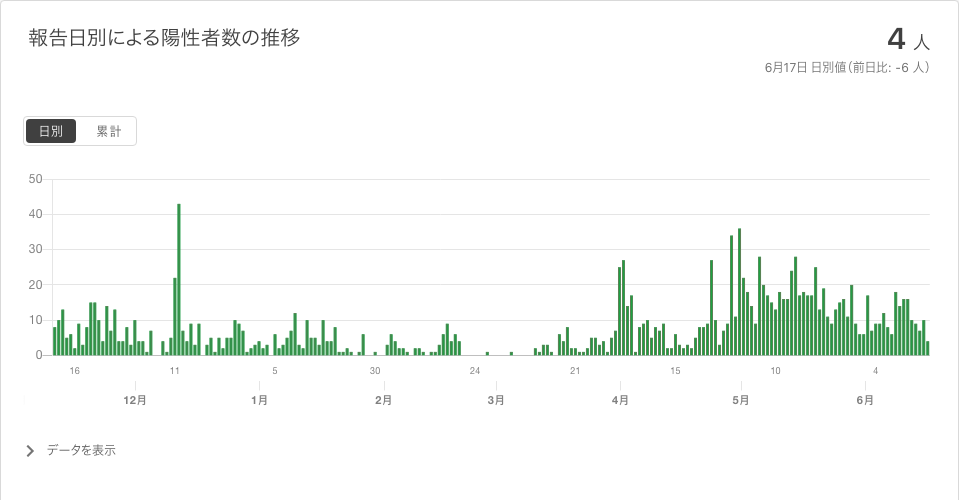 報告日別による陽性者数の推移
4 人
6月17日 日別値（前日比: -6 人）
日別 累計
50
40
30
20
10
0
16 11 5 30 24 21 15 10 4
12月 1月 2月 3月 4月 5月 6月
データを表示